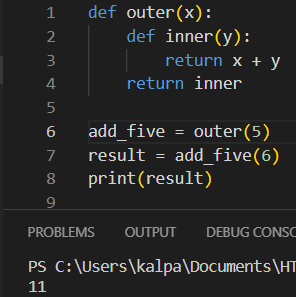 1 def outer(x):
2     def inner(y):
3         return x + y
4     return inner
5
6 add_five = outer(5)
7 result = add_five(6)
8 print(result)
9
PROBLEMS OUTPUT DEBUG CONSO
PS C:\Users\kalpa\Documents\HT
11